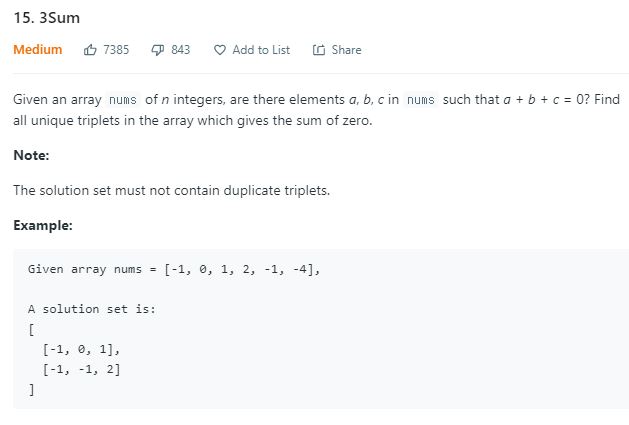 15. 3Sum
Medium 7385 843 Add to List Share
Given an array nums of n integers, are there elements a, b, c in nums such that a + b + c = 0? Find
all unique triplets in the array which gives the sum of zero.
Note:
The solution set must not contain duplicate triplets.
Example:
Given array nums = [-1, 0, 1, 2, -1, -4],
A solution set is:
[
[-1, 0, 1],
[-1, -1, 2]
]